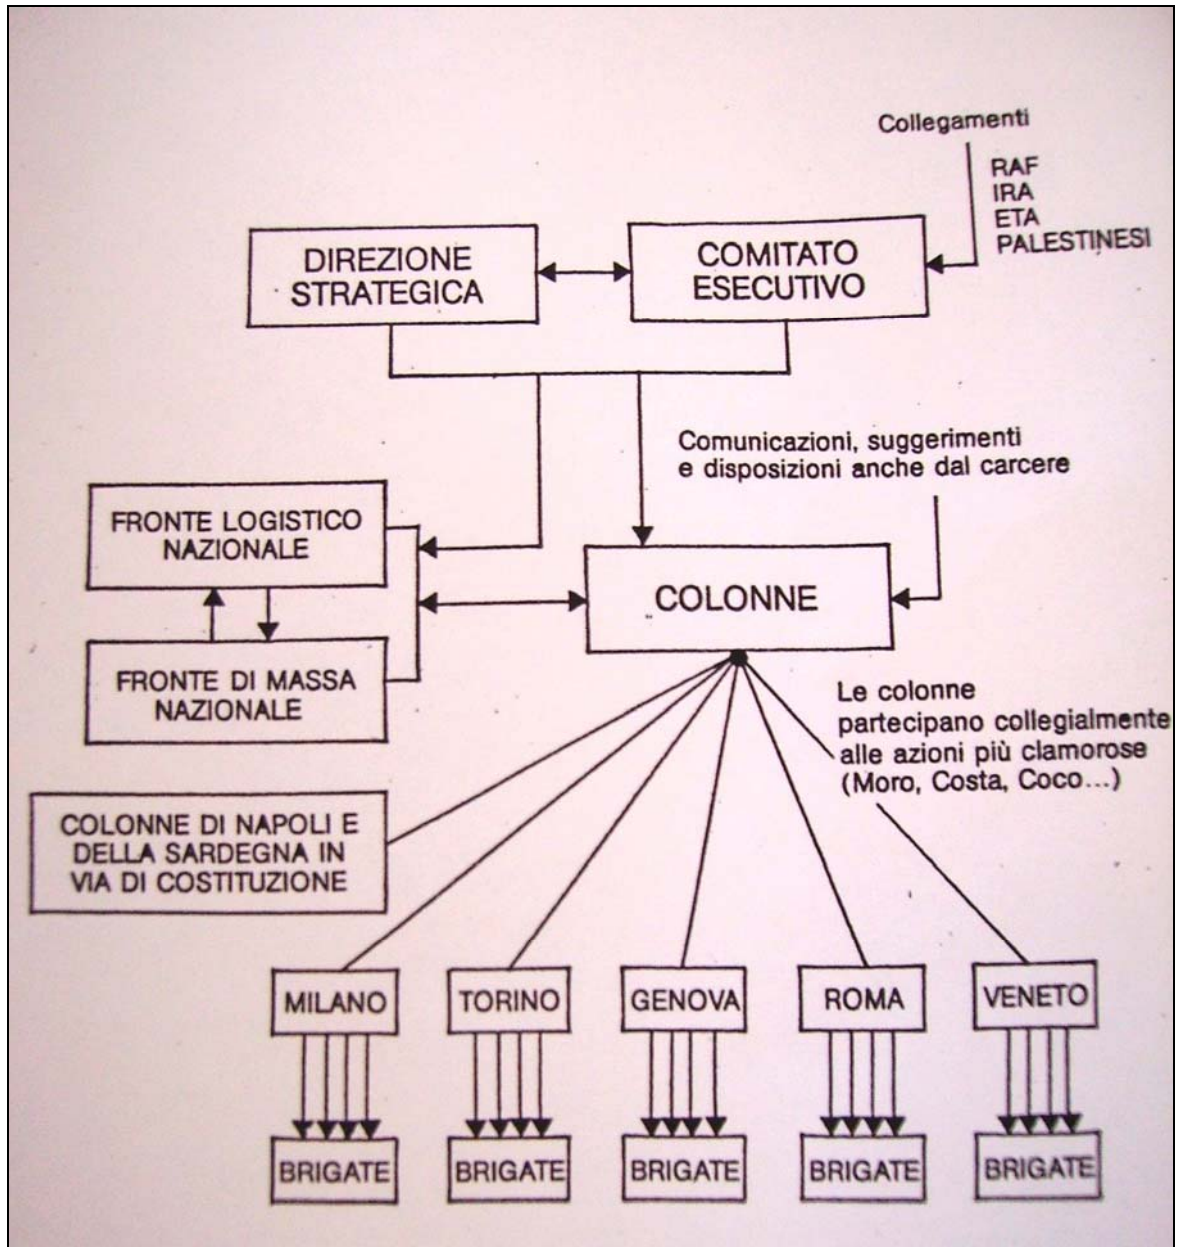 Collegamenti
RAF
IRA
ETA
PALESTINESI
DIREZIONE
STRATEGICA
COMITATO
ESECUTIVO
Comunicazioni, suggerimenti
e disposizioni anche dal carcere
FRONTE LOGISTICO
NAZIONALE
COLONNE
FRONTE DI MASSA
NAZIONALE
Le colonne
partecipano collegialmente
alle azioni più clamorose
(Moro, Costa, Coco...)
COLONNE DI NAPOLI E
DELLA SARDEGNA IN
VIA DI COSTITUZIONE
MILANO
TORINO
GENOVA
ROMA
VENETO
BRIGATE
BRIGATE
BRIGATE
BRIGATE
BRIGATE